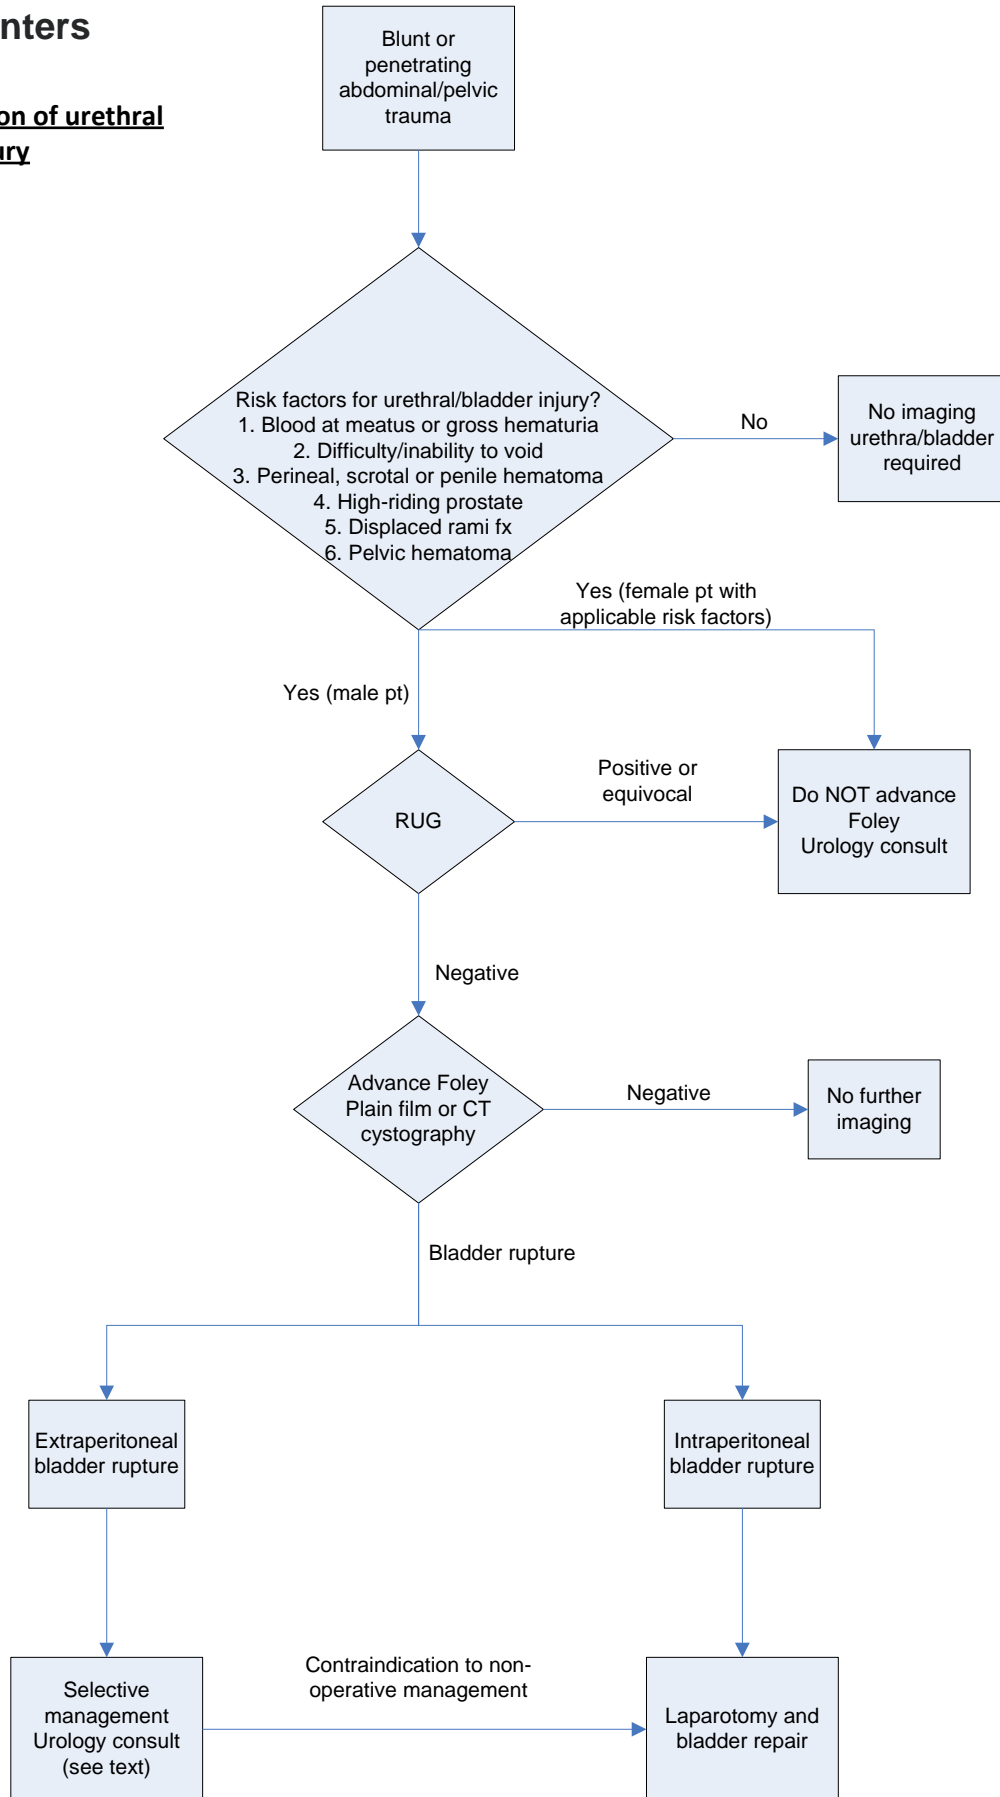 nters
on of urethral
ury
Blunt or
penetrating
abdominal/pelvic
trauma
Risk factors for urethral/bladder injury?
1. Blood at meatus or gross hematuria
2. Difficulty/inability to void
3. Perineal, scrotal or penile hematoma
4. High-riding prostate
5. Displaced rami fx
6. Pelvic hematoma
No
No imaging
urethra/bladder
required
Yes (female pt with
applicable risk factors)
Yes (male pt)
RUG
Positive or
equivocal
Do NOT advance
Foley
Urology consult
Negative
Advance Foley
Plain film or CT
cystography
Negative
No further
imaging
Bladder rupture
Extraperitoneal
bladder rupture
Intraperitoneal
bladder rupture
Selective
management
Urology consult
(see text)
Contraindication to non-
operative management
Laparotomy and
bladder repair